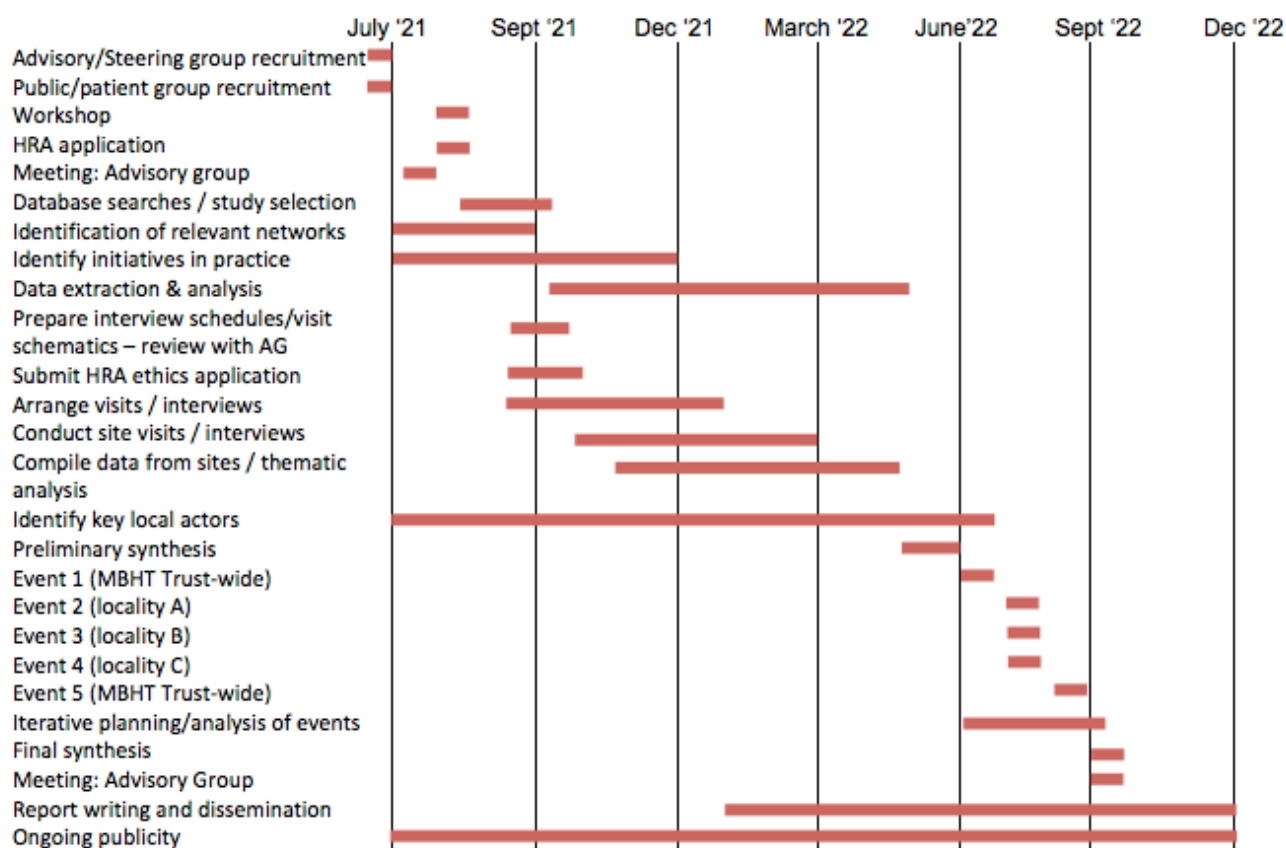 July '21 Sept '21 Dec '21 March '22 June'22 Sept '22 Dec '22
Advisory/Steering group recruitment
Public/patient group recruitment
Workshop
HRA application
Meeting: Advisory group
Database searches / study selection
Identification of relevant networks
Identify initiatives in practice
Data extraction & analysis
Prepare interview schedules/visit
schematics – review with AG
Submit HRA ethics application
Arrange visits / interviews
Conduct site visits / interviews
Compile data from sites / thematic
analysis
Identify key local actors
Preliminary synthesis
Event 1 (MBHT Trust-wide)
Event 2 (locality A)
Event 3 (locality B)
Event 4 (locality C)
Event 5 (MBHT Trust-wide)
Iterative planning/analysis of events
Final synthesis
Meeting: Advisory Group
Report writing and dissemination
Ongoing publicity